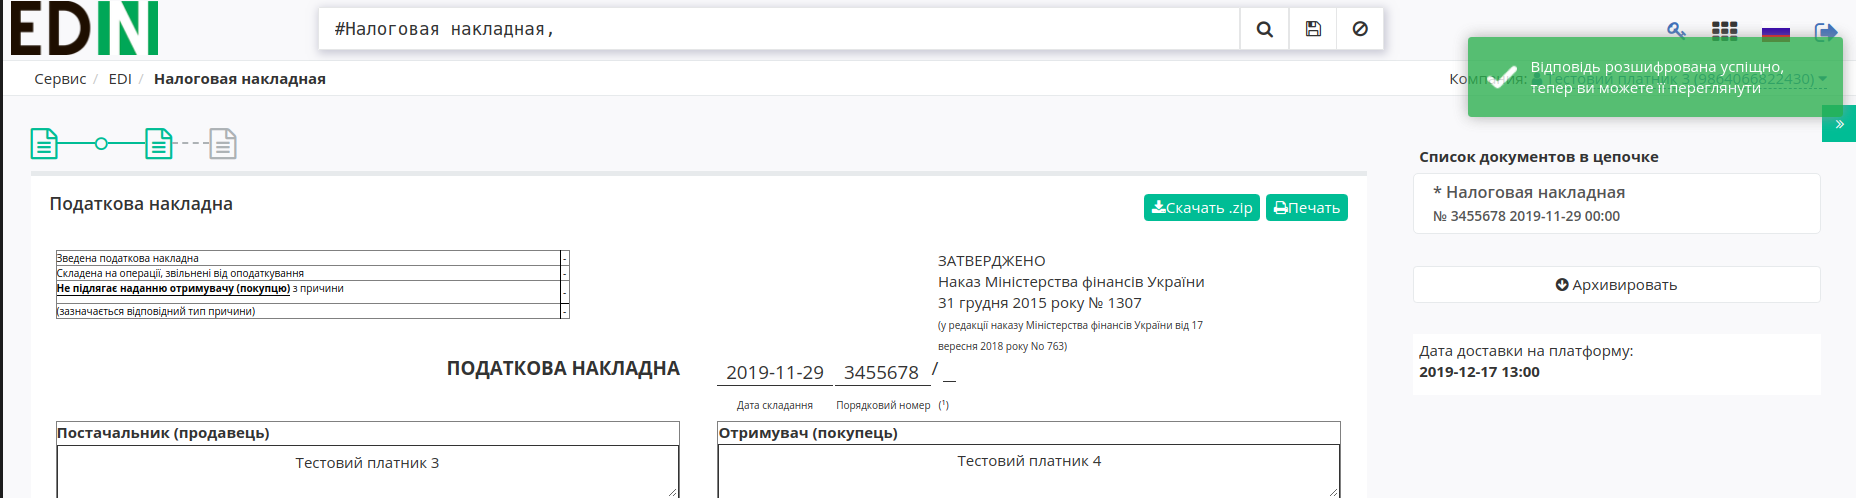 EDIN
#Налоговая накладная,
Сервис / EDI / Налоговая накладная
Компания: Тестовий платник 3 (9864066822430)
Відповідь розшифрована успішно,
тепер ви можете її переглянути
»
Податкова накладна
Скачать .zip Печать
Список документов в цепочке
* Налоговая накладная
№ 3455678 2019-11-29 00:00
Архивировать
Дата доставки на платформу:
2019-12-17 13:00
Зведена податкова накладна -
Складена на операції, звільнені від оподаткування -
Не підлягає наданню отримувачу (покупцю) з причини -
(зазначається відповідний тип причини) -
ЗАТВЕРДЖЕНО
Наказ Міністерства фінансів України
31 грудня 2015 року № 1307
(у редакції наказу Міністерства фінансів України від 17
вересня 2018 року No 763)
ПОДАТКОВА НАКЛАДНА 2019-11-29 3455678 / _
Дата складання Порядковий номер (¹)
Постачальник (продавець)
Тестовий платник 3
Отримувач (покупець)
Тестовий платник 4